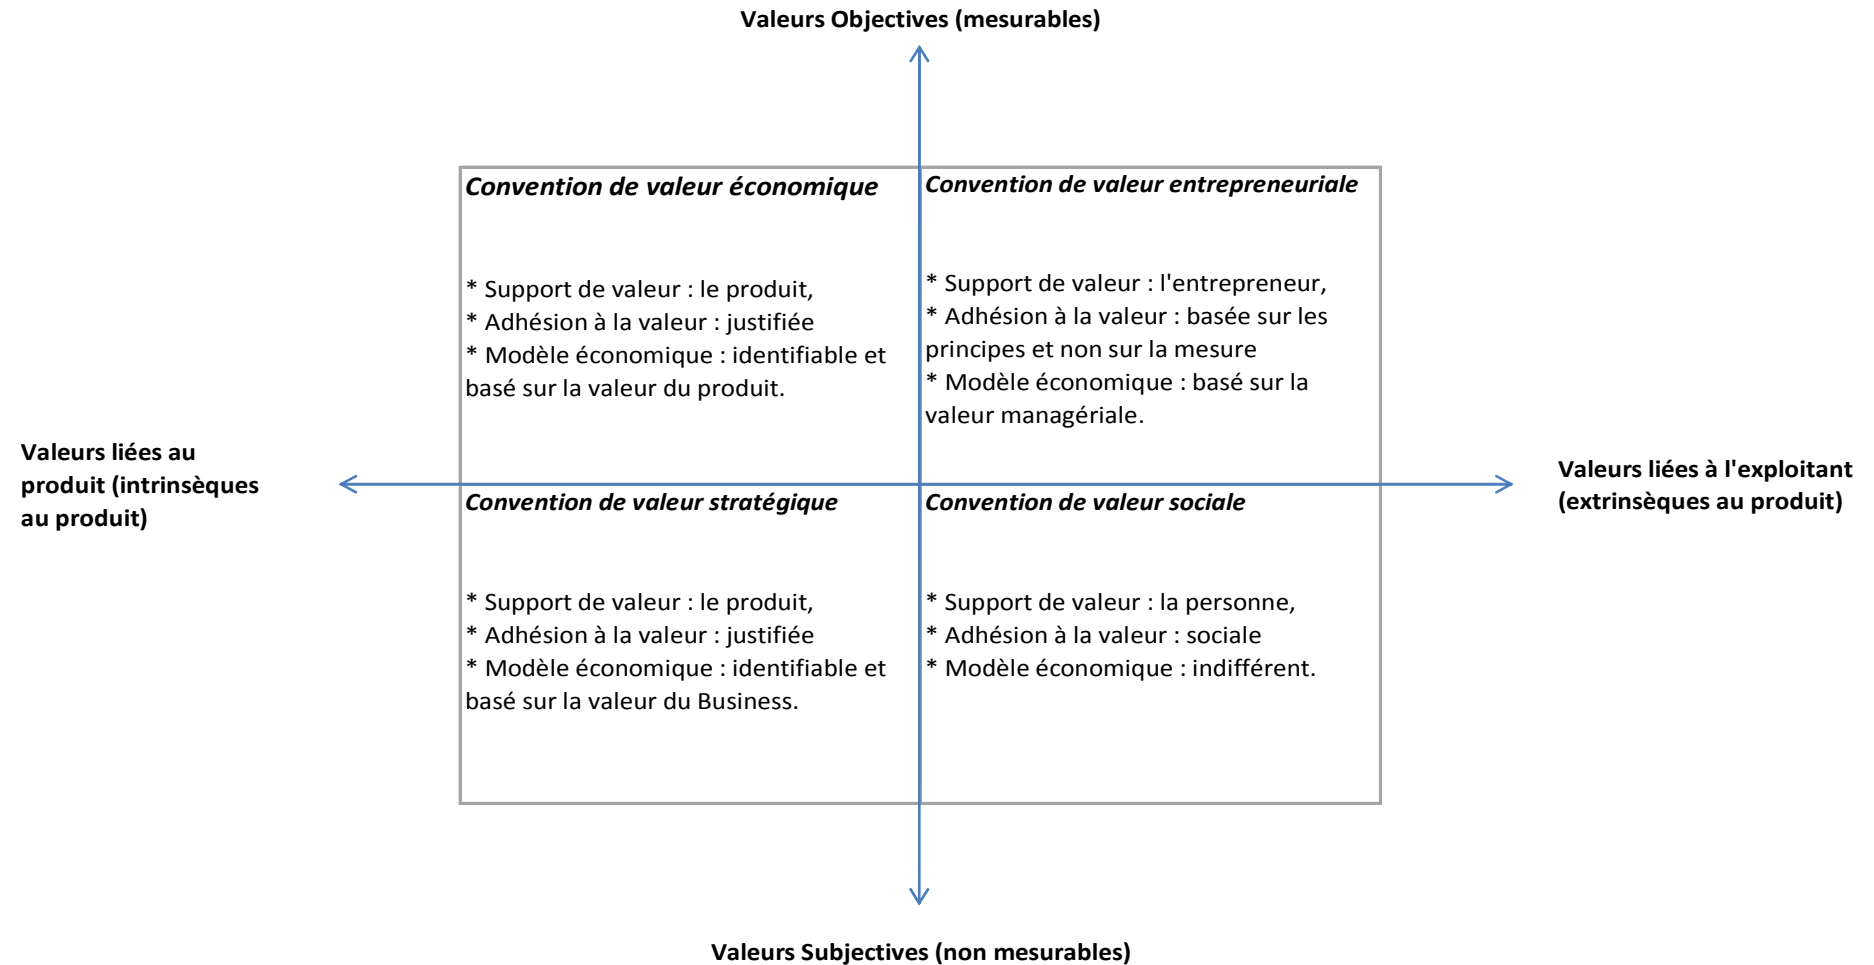 Valeurs Objectives (mesurables)
Convention de valeur économique
* Support de valeur : le produit,
* Adhésion à la valeur : justifiée
* Modèle économique : identifiable et
basé sur la valeur du produit.
Convention de valeur entrepreneuriale
* Support de valeur : l'entrepreneur,
* Adhésion à la valeur : basée sur les
principes et non sur la mesure
* Modèle économique : basé sur la
valeur managériale.
Valeurs liées au
produit (intrinsèques
au produit)
Valeurs liées à l'exploitant
(extrinsèques au produit)
Convention de valeur stratégique
* Support de valeur : le produit,
* Adhésion à la valeur : justifiée
* Modèle économique : identifiable et
basé sur la valeur du Business.
Convention de valeur sociale
* Support de valeur : la personne,
* Adhésion à la valeur : sociale
* Modèle économique : indifférent.
Valeurs Subjectives (non mesurables)